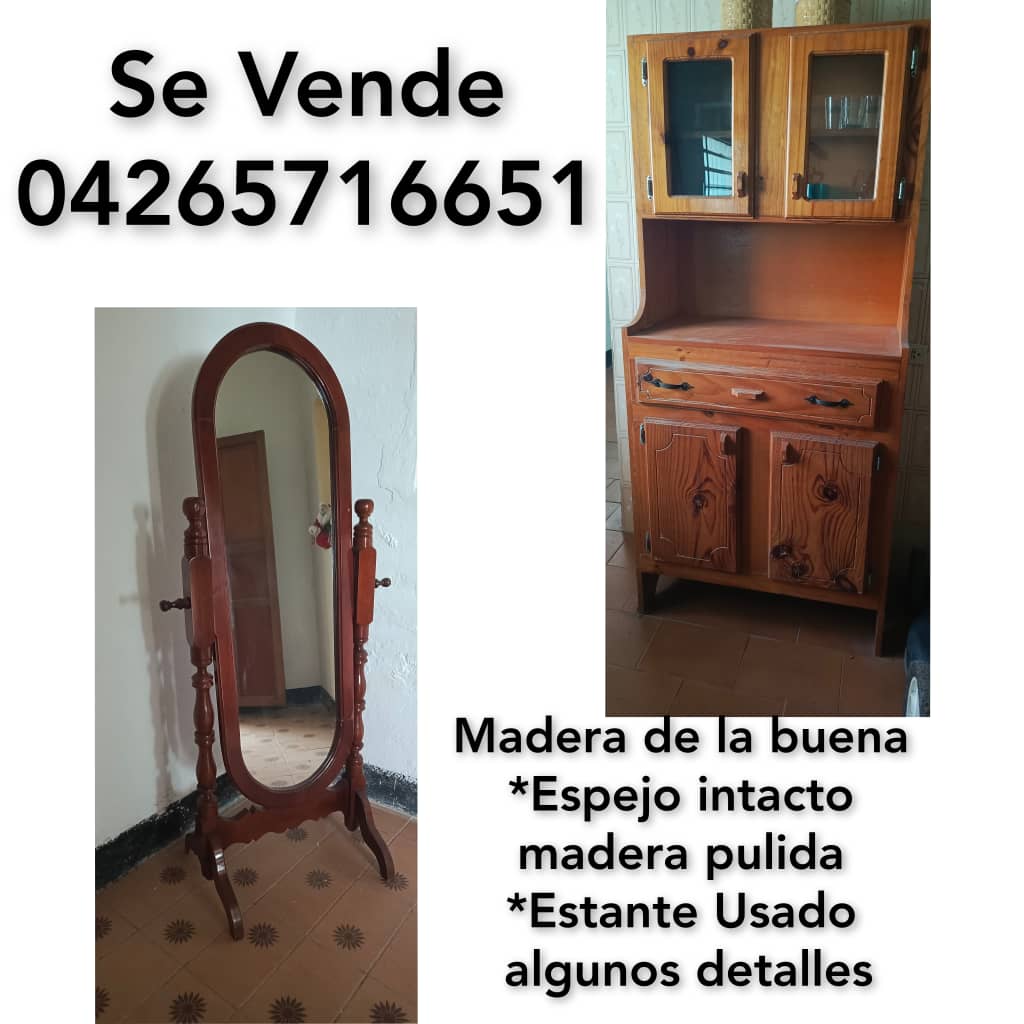 Se Vende
04265716651
Madera de la buena
*Espejo intacto
madera pulida
*Estante Usado
algunos detalles